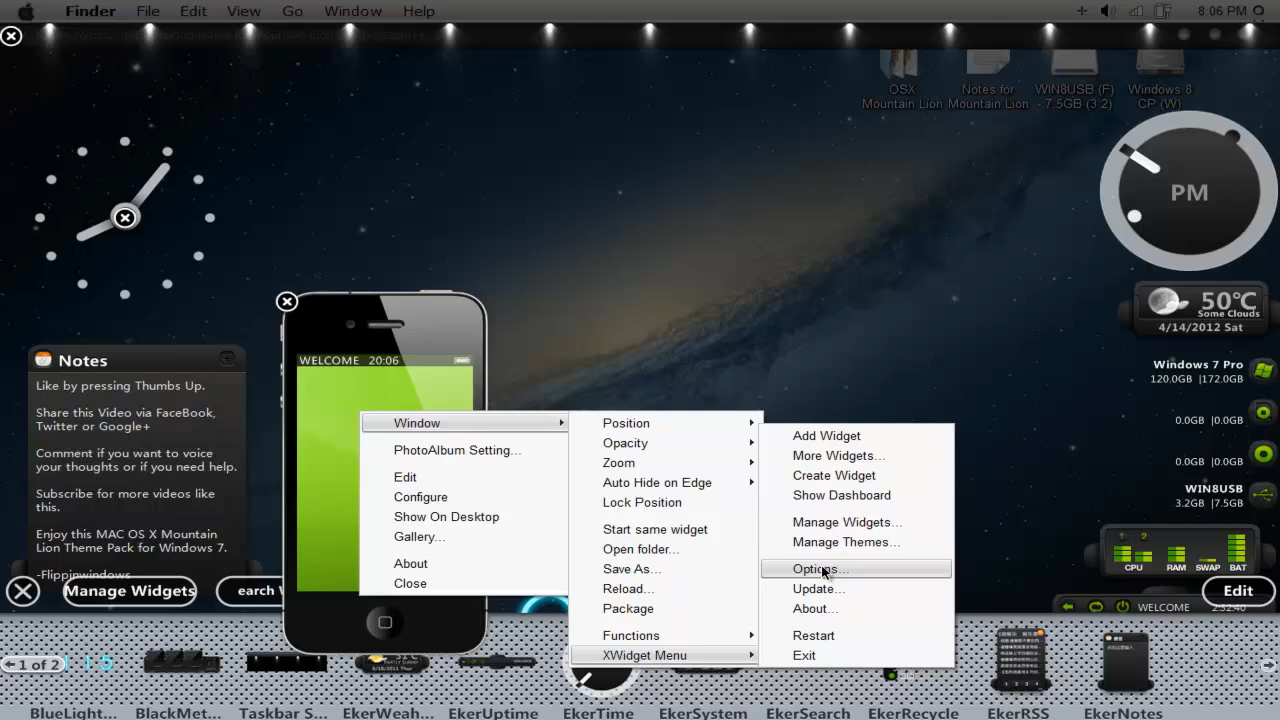 Finder File Edit View Go Window Help
8:06 PM
OSX
Mountain Lion
Notes for
Mountain Lion
WIN8USB (F)
- 7.5GB (3.2)
Windows 8
CP (W)
PM
50℃
Some Clouds
4/14/2012 Sat
Windows 7 Pro
120.0GB |172.0GB
0.0GB |0.0GB
0.0GB |0.0GB
WIN8USB
3.2GB |7.5GB
1 2
CPU RAM SWAP BAT
Edit
WELCOME 2:52:40
Notes
Like by pressing Thumbs Up.
Share this Video via FaceBook,
Twitter or Google+
Comment if you want to voice
your thoughts or if you need help.
Subscribe for more videos like
this.
Enjoy this MAC OS X Mountain
Lion Theme Pack for Windows 7.
-Flippinwindows
Manage Widgets
earch
WELCOME 20:06
Window
PhotoAlbum Setting...
Edit
Configure
Show On Desktop
Gallery...
About
Close
Position
Opacity
Zoom
Auto Hide on Edge
Lock Position
Start same widget
Open folder...
Save As...
Reload...
Package
Functions
XWidget Menu
Add Widget
More Widgets...
Create Widget
Show Dashboard
Manage Widgets...
Manage Themes...
Options...
Update...
About...
Restart
Exit
1 of 2
BlueLight...
BlackMet...
Taskbar S...
EkerWeah...
EkerUptime
EkerTime
EkerSystem
EkerSearch
EkerRecycle
EkerRSS
EkerNotes